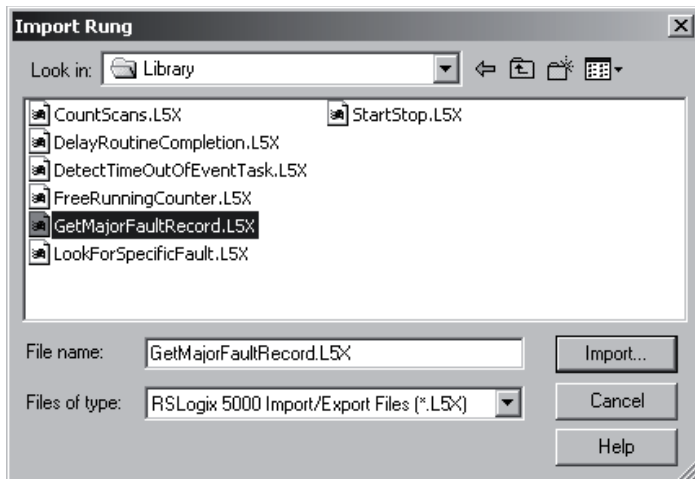 Import Rung
Look in: Library
CountScans.L5X
DelayRoutineCompletion.L5X
DetectTimeOutOfEventTask.L5X
FreeRunningCounter.L5X
GetMajorFaultRecord.L5X
LookForSpecificFault.L5X
StartStop.L5X
File name: GetMajorFaultRecord.L5X Import...
Files of type: RSLogix 5000 Import/Export Files (*.L5X) Cancel
Help